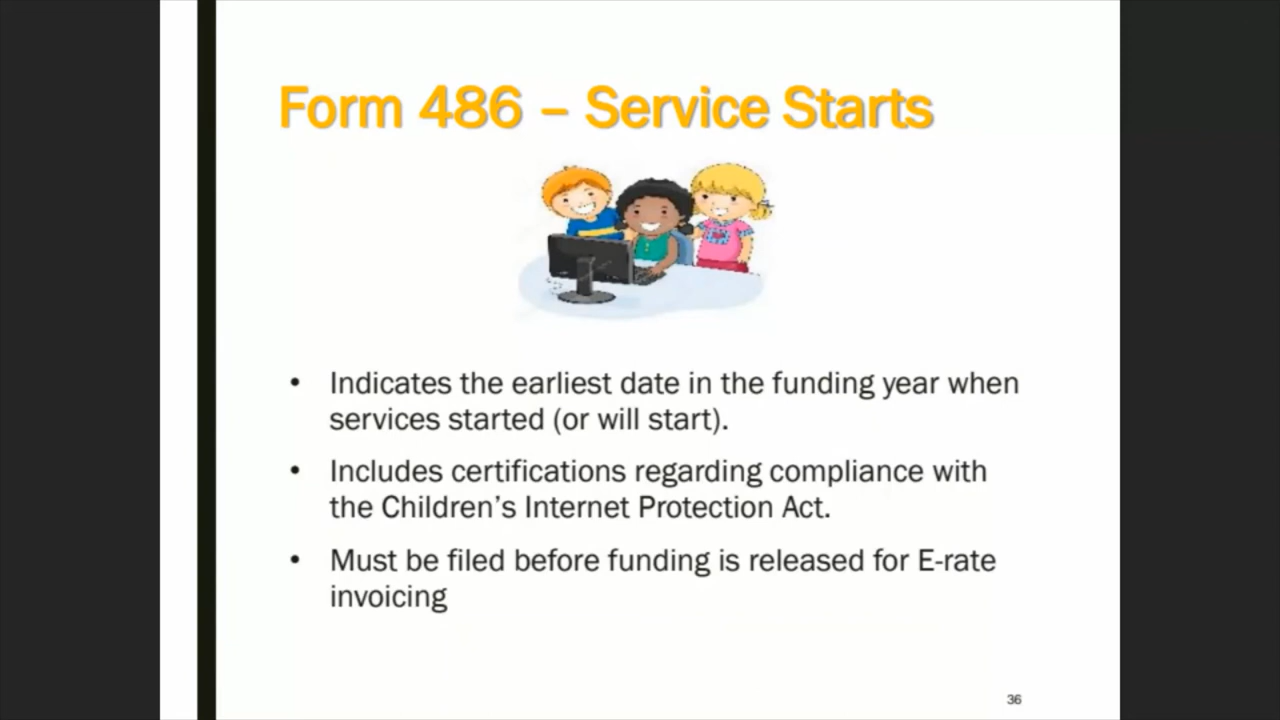 Form 486 – Service Starts
• Indicates the earliest date in the funding year when
services started (or will start).
• Includes certifications regarding compliance with
the Children’s Internet Protection Act.
• Must be filed before funding is released for E-rate
invoicing
36